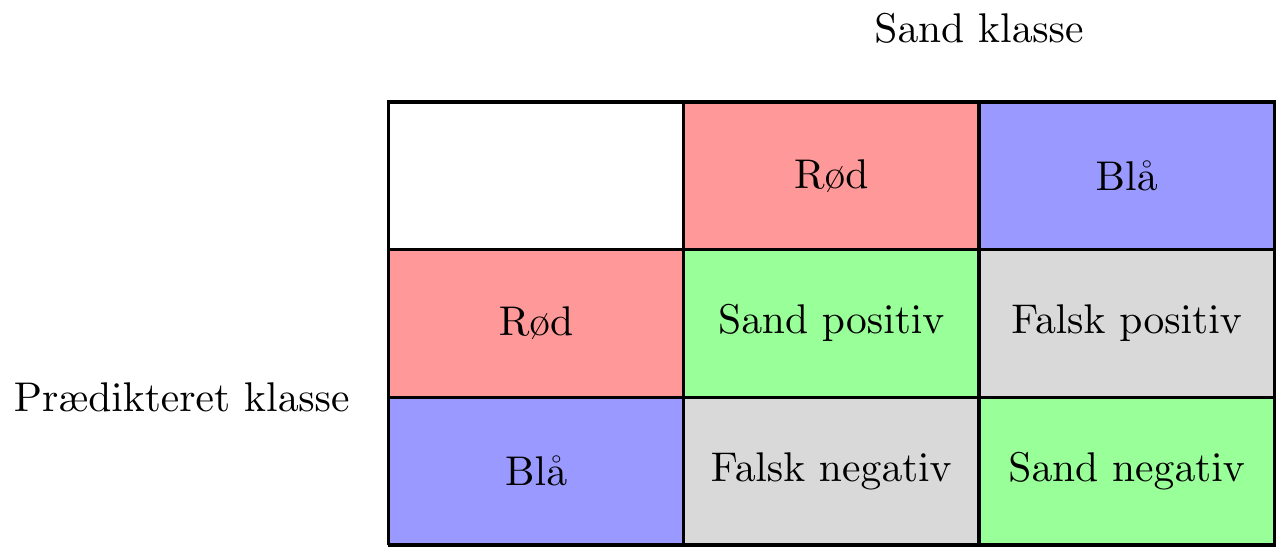 Sand klasse
Rød Blå
Rød Sand positiv Falsk positiv
Prædikteret klasse
Blå Falsk negativ Sand negativ